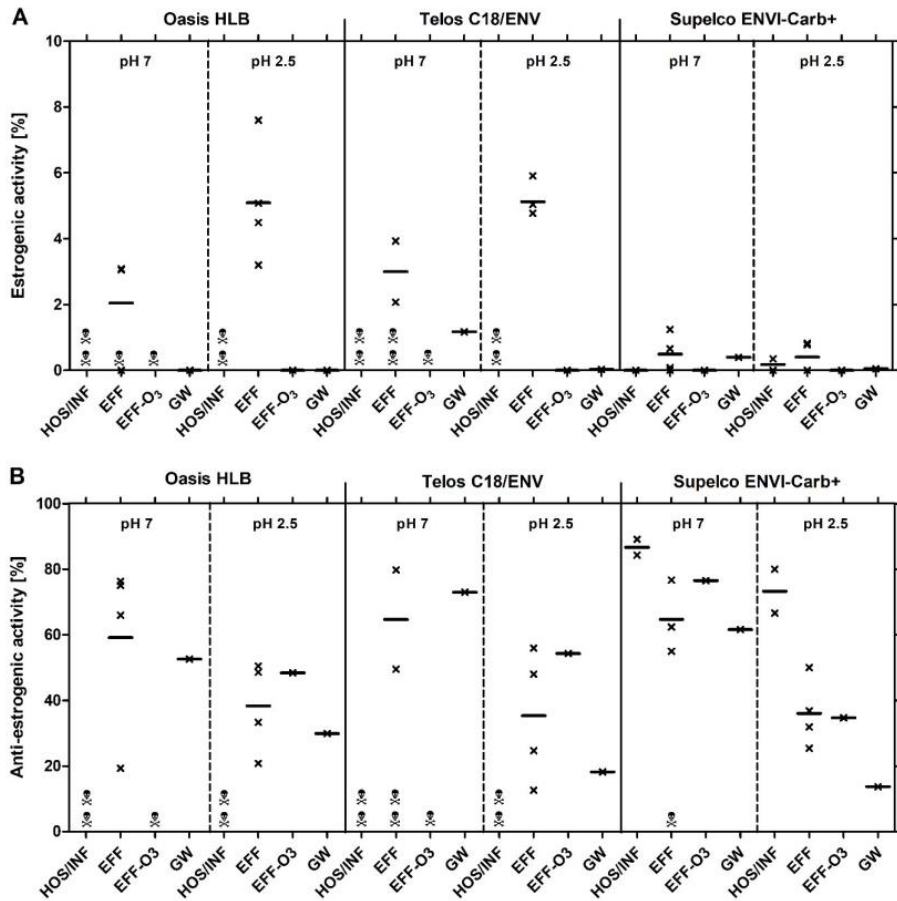 A
Oasis HLB Telos C18/ENV Supelco ENVI-Carb+
pH 7 pH 2.5 pH 7 pH 2.5 pH 7 pH 2.5
Estrogenic activity [%]
10
8
6
4
2
0
HOS/INF EFF EFF-O₃ GW HOS/INF EFF EFF-O₃ GW HOS/INF EFF EFF-O₃ GW HOS/INF EFF EFF-O₃ GW HOS/INF EFF EFF-O₃ GW HOS/INF EFF EFF-O₃ GW
B
Oasis HLB Telos C18/ENV Supelco ENVI-Carb+
pH 7 pH 2.5 pH 7 pH 2.5 pH 7 pH 2.5
Anti-estrogenic activity [%]
100
80
60
40
20
0
HOS/INF EFF EFF-O3 GW HOS/INF EFF EFF-O3 GW HOS/INF EFF EFF-O3 GW HOS/INF EFF EFF-O3 GW HOS/INF EFF EFF-O3 GW HOS/INF EFF EFF-O3 GW